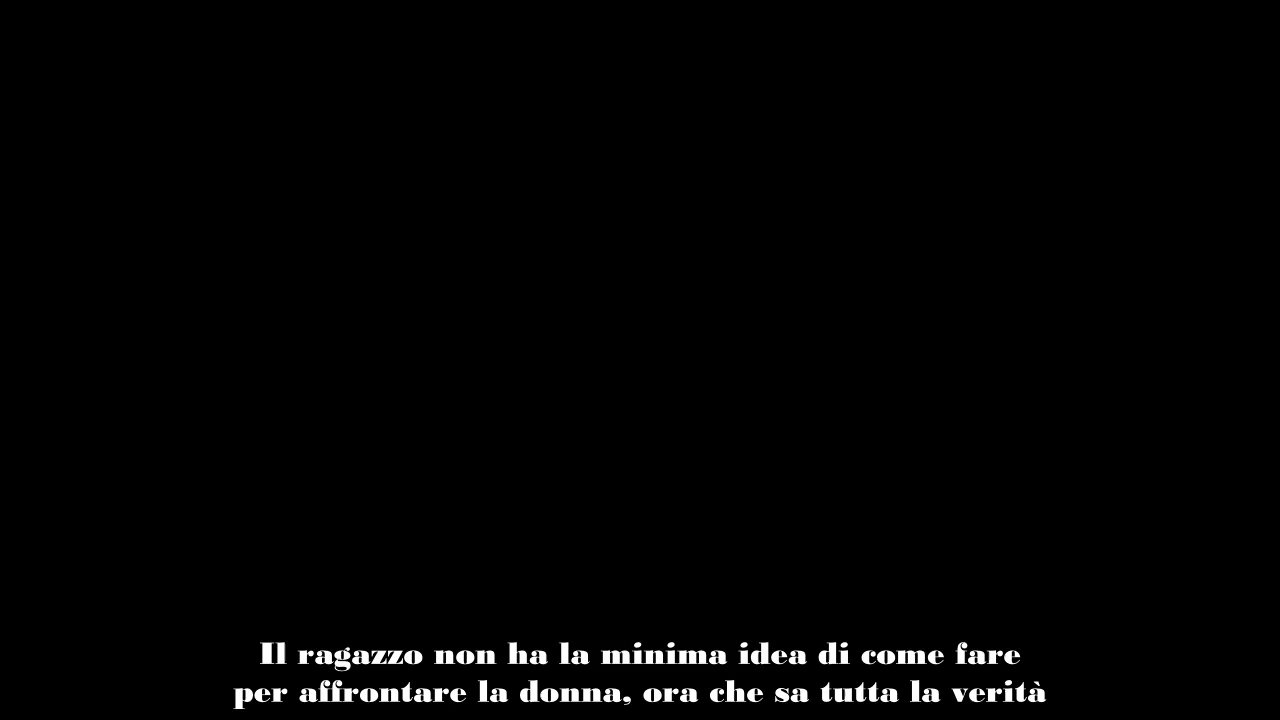 Il ragazzo non ha la minima idea di come fare
per affrontare la donna, ora che sa tutta la verità